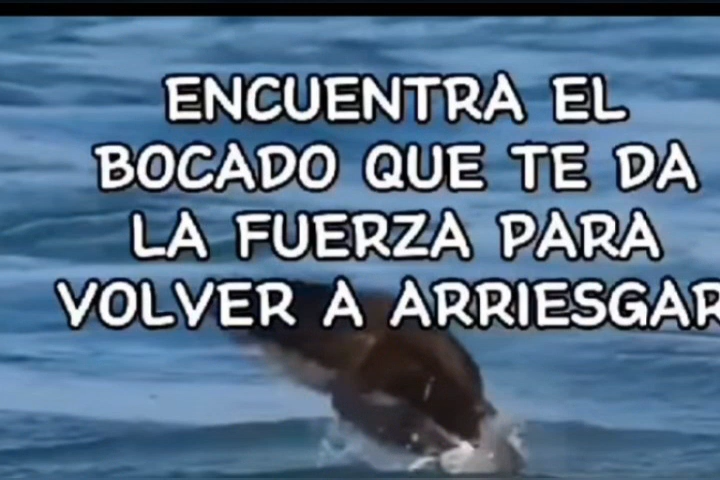 ENCUENTRA EL
BOCADO QUE TE DA
LA FUERZA PARA
VOLVER A ARRIESGAR